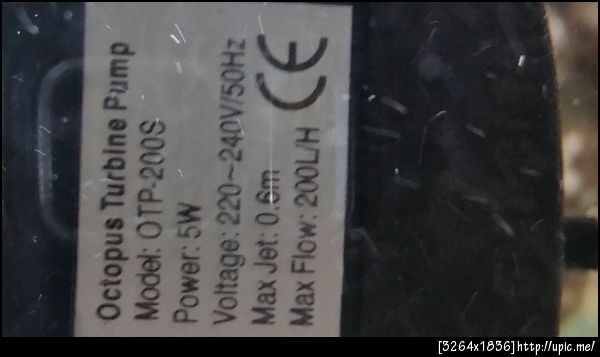 Octopus Turbine Pump
Model: OTP-200S
Power: 5W
Voltage: 220~240V/50Hz
Max Jet: 0.6m
Max Flow: 200L/H
CE
[3264x1836]http://upic.me/